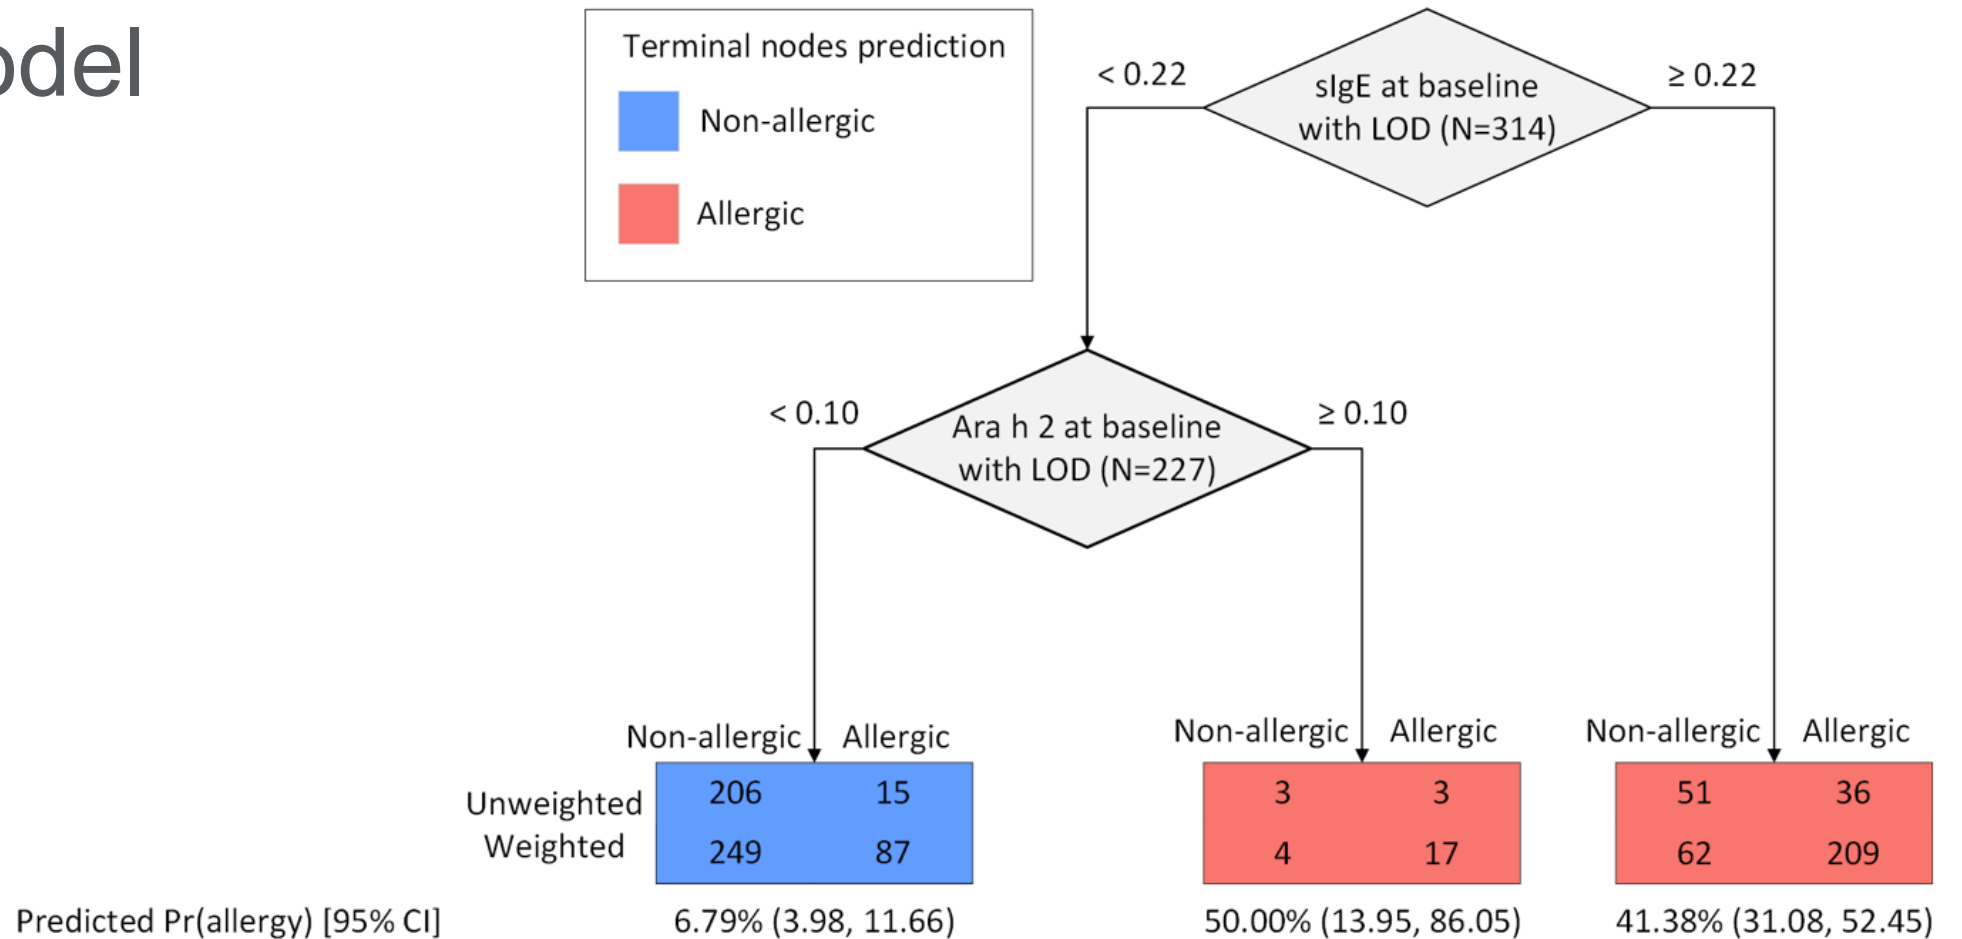 Terminal nodes prediction
Non-allergic
Allergic
< 0.22
sIgE at baseline
with LOD (N=314)
≥ 0.22
< 0.10
Ara h 2 at baseline
with LOD (N=227)
≥ 0.10
Non-allergic Allergic
Non-allergic Allergic
Non-allergic Allergic
Unweighted 206 15 3 3 51 36
Weighted 249 87 4 17 62 209
Predicted Pr(allergy) [95% CI] 6.79% (3.98, 11.66) 50.00% (13.95, 86.05) 41.38% (31.08, 52.45)